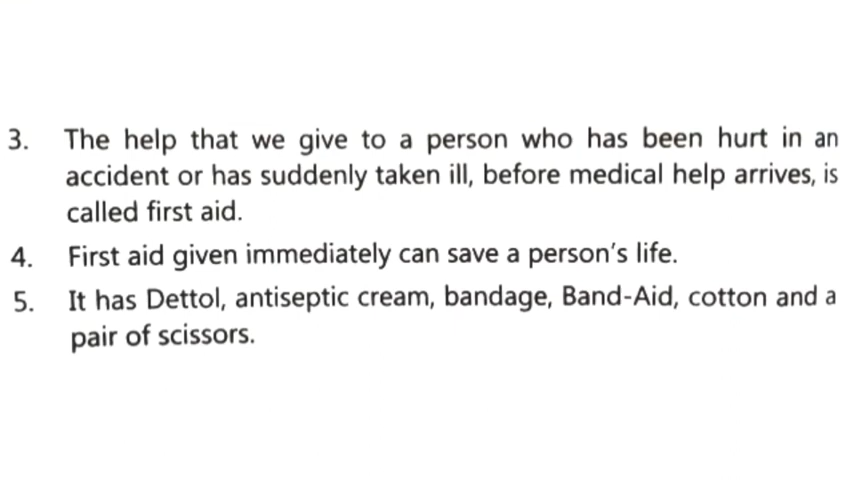 3. The help that we give to a person who has been hurt in an
accident or has suddenly taken ill, before medical help arrives, is
called first aid.
4. First aid given immediately can save a person's life.
5. It has Dettol, antiseptic cream, bandage, Band-Aid, cotton and a
pair of scissors.